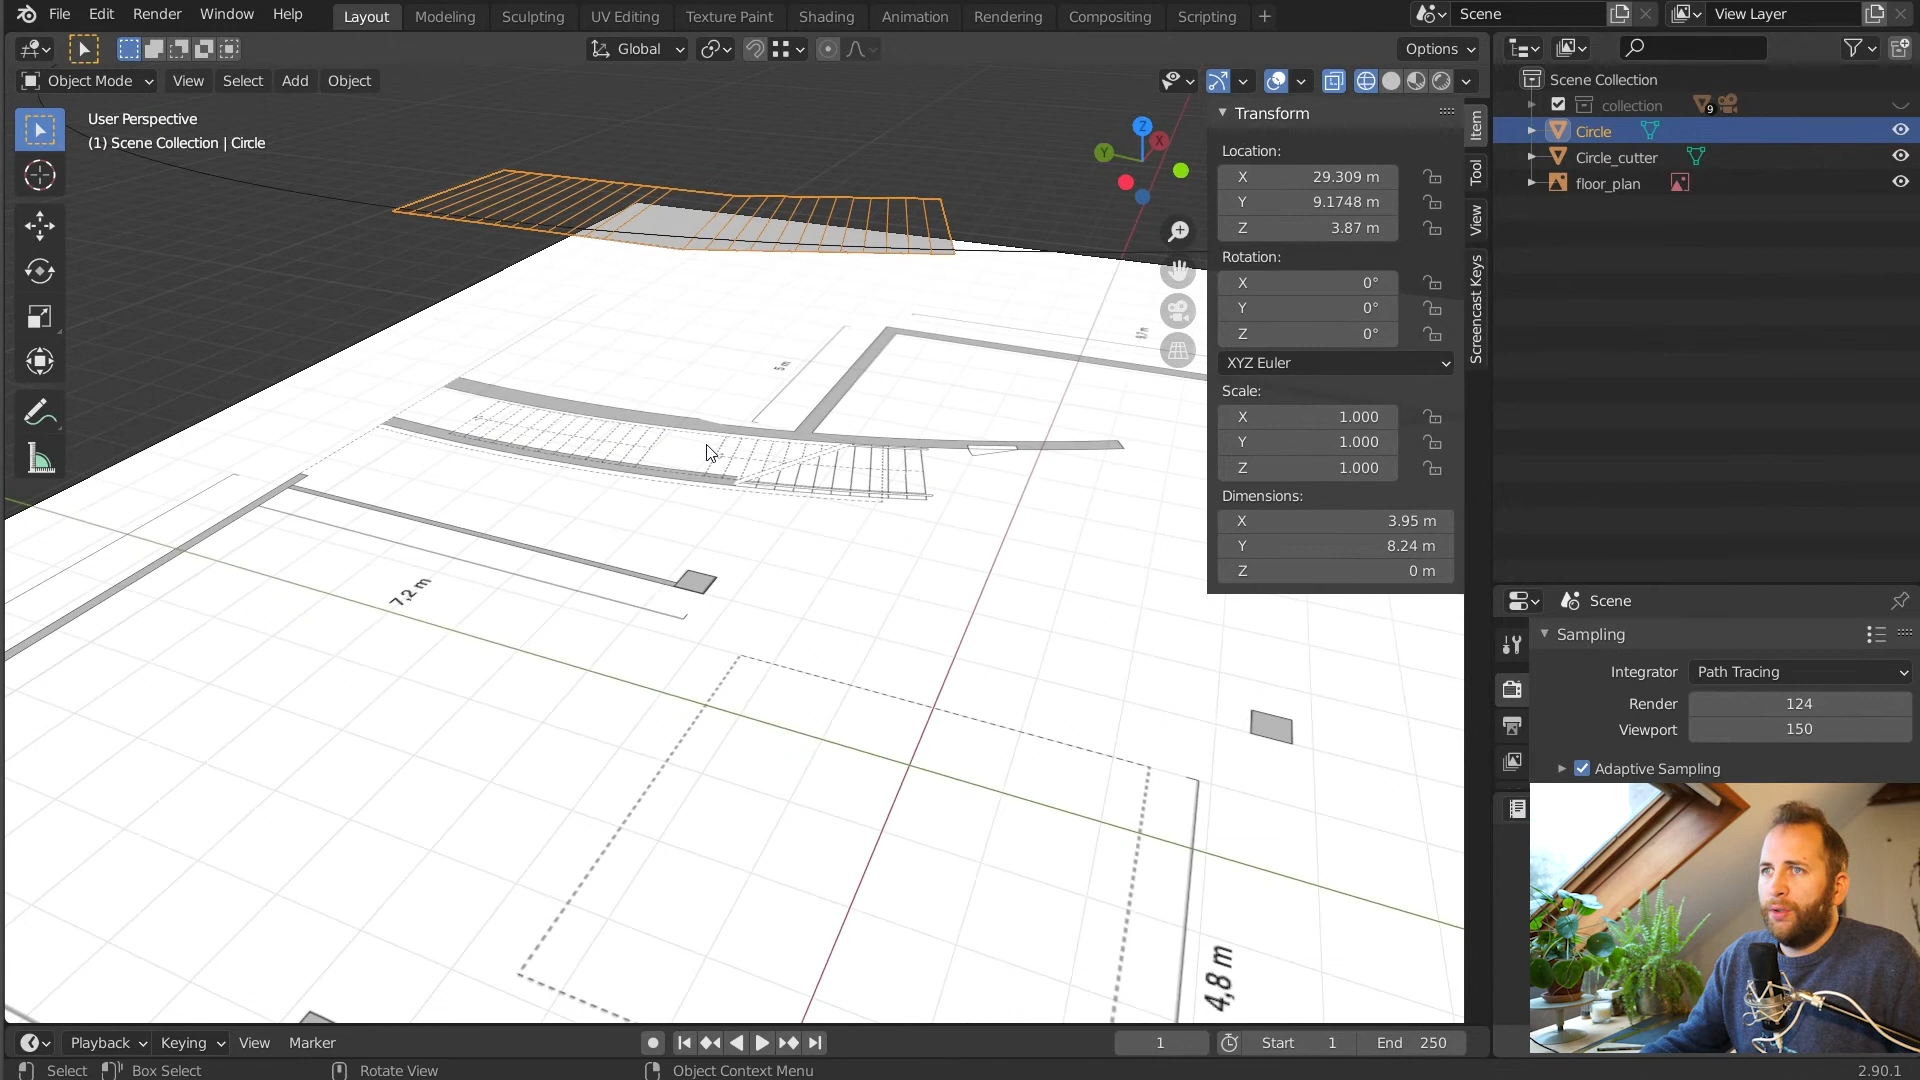 File Edit Render Window Help
Layout Modeling Sculpting UV Editing Texture Paint Shading Animation Rendering Compositing Scripting
Scene
View Layer
Global
Options
Object Mode View Select Add Object
User Perspective
(1) Scene Collection | Circle
Z
X
Y
Transform
Location:
X 29.309 m
Y 9.1748 m
Z 3.87 m
Rotation:
X 0°
Y 0°
Z 0°
XYZ Euler
Scale:
X 1.000
Y 1.000
Z 1.000
Dimensions:
X 3.95 m
Y 8.24 m
Z 0 m
Item
Tool
View
Screencast Keys
Scene Collection
collection 9
Circle
Circle_cutter
floor_plan
Scene
Sampling
Integrator Path Tracing
Render 124
Viewport 150
Adaptive Sampling
5 m
7,2 m
4,8 m
Playback Keying View Marker
1
Start 1
End 250
Select Box Select Rotate View Object Context Menu
2.90.1